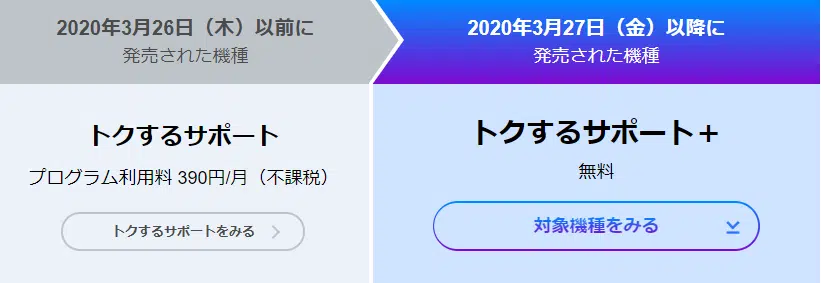 2020年3月26日（木）以前に
発売された機種
トクするサポート
プログラム利用料 390円/月（不課税）
トクするサポートをみる
2020年3月27日（金）以降に
発売された機種
トクするサポート＋
無料
対象機種をみる